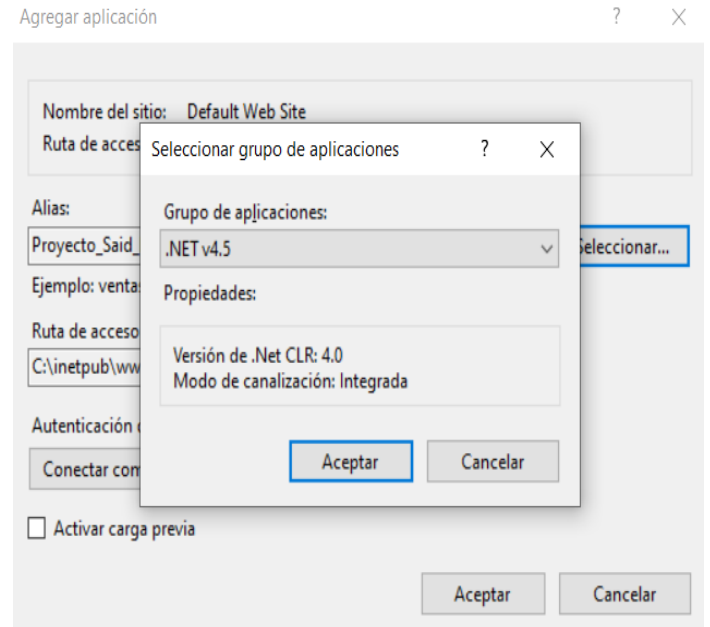 Agregar aplicación ? X
Nombre del sitio: Default Web Site
Ruta de acces
Alias:
Proyecto_Said_
Seleccionar...
Ejemplo: venta
Ruta de acceso
C:\inetpub\ww
Autenticación
Conectar com
Activar carga previa
Aceptar Cancelar
Seleccionar grupo de aplicaciones ? X
Grupo de aplicaciones:
.NET v4.5
Propiedades:
Versión de .Net CLR: 4.0
Modo de canalización: Integrada
Aceptar Cancelar